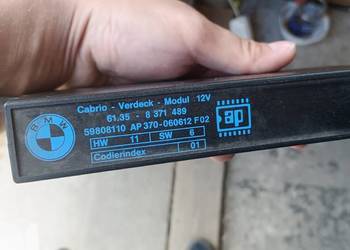 Cabrio - Verdeck - Modul 12V
61.35 - 8 371 489
59808110 AP 370-060612 F02
HW 11 SW 6
Codierindex 01
BMW
ap